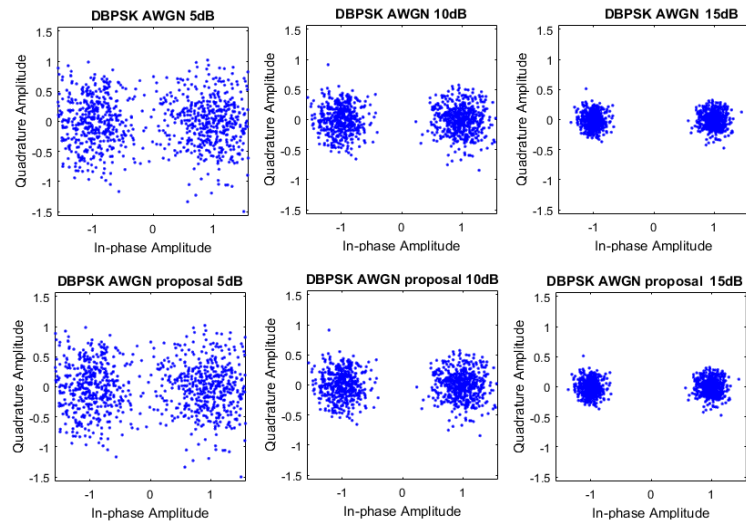 DBPSK AWGN 5dB
1.5
1
0.5
0
-0.5
-1
-1.5
Quadrature Amplitude
-1 0 1
In-phase Amplitude
DBPSK AWGN 10dB
1.5
1
0.5
0
-0.5
-1
-1.5
Quadrature Amplitude
-1 0 1
In-phase Amplitude
DBPSK AWGN 15dB
1.5
1
0.5
0
-0.5
-1
-1.5
Quadrature Amplitude
-1 0 1
In-phase Amplitude
DBPSK AWGN proposal 5dB
1.5
1
0.5
0
-0.5
-1
-1.5
Quadrature Amplitude
-1 0 1
In-phase Amplitude
DBPSK AWGN proposal 10dB
1.5
1
0.5
0
-0.5
-1
-1.5
Quadrature Amplitude
-1 0 1
In-phase Amplitude
DBPSK AWGN proposal 15dB
1.5
1
0.5
0
-0.5
-1
-1.5
Quadrature Amplitude
-1 0 1
In-phase Amplitude